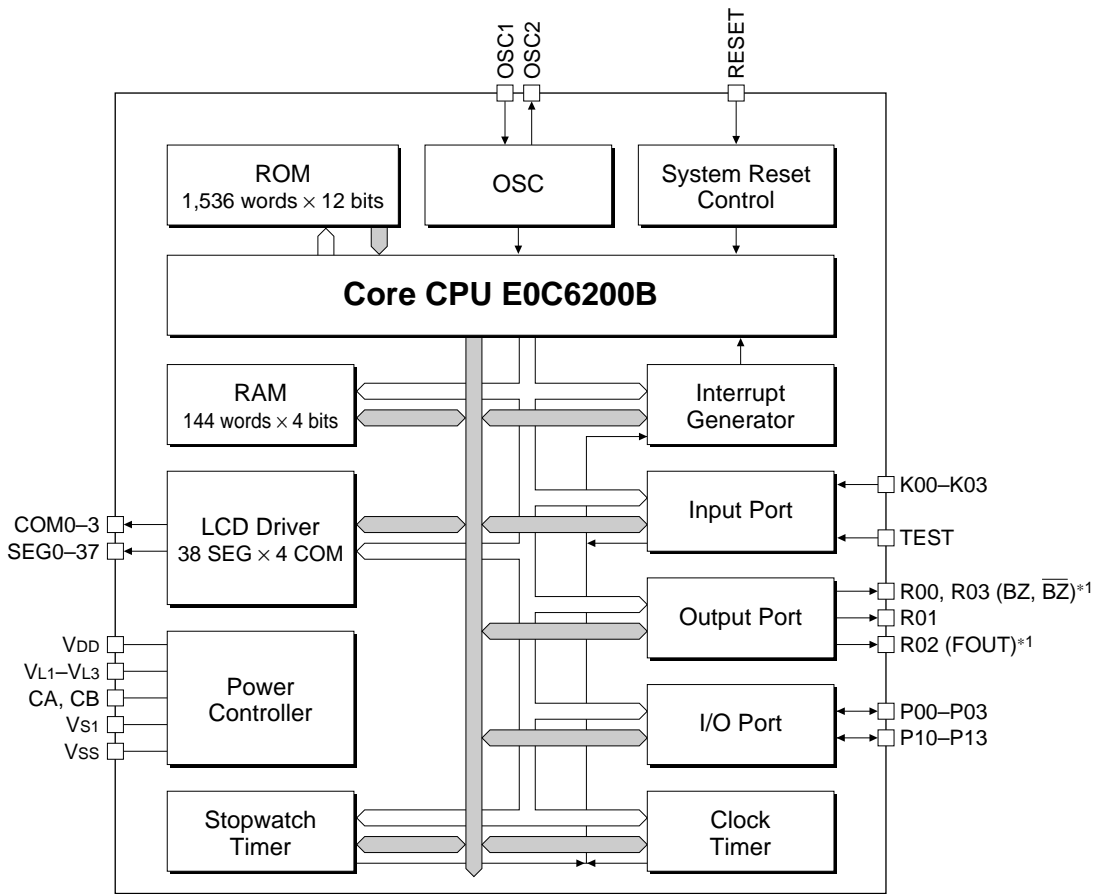 OSC1
OSC2
RESET
ROM
1,536 words × 12 bits
OSC
System Reset
Control
Core CPU E0C6200B
RAM
144 words × 4 bits
Interrupt
Generator
COM0–3
SEG0–37
LCD Driver
38 SEG × 4 COM
Input Port
K00–K03
TEST
Output Port
R00, R03 (BZ, B̅Z̅)*1
R01
R02 (FOUT)*1
VDD
VL1–VL3
CA, CB
VS1
VSS
Power
Controller
I/O Port
P00–P03
P10–P13
Stopwatch
Timer
Clock
Timer